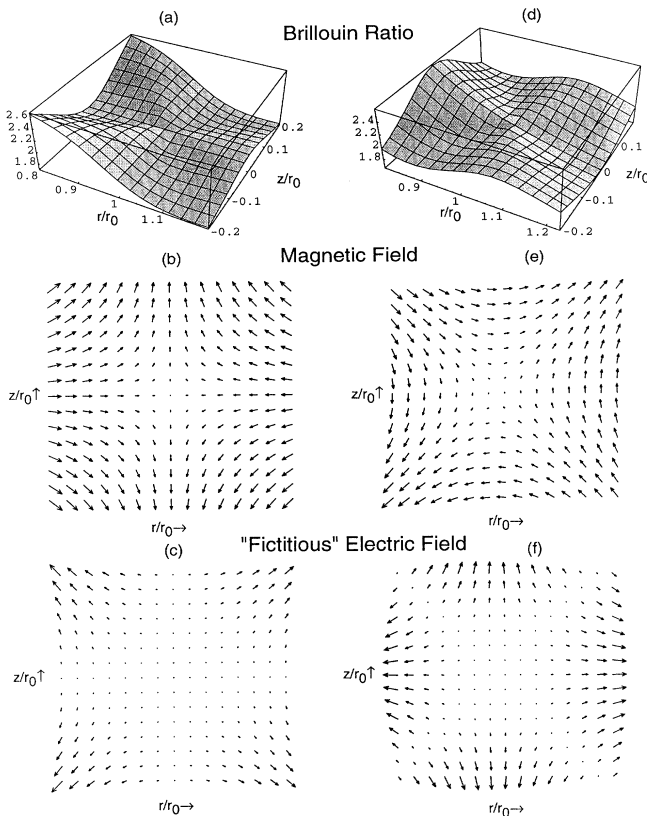 (a)
(d)
Brillouin Ratio
2.6
2.4
2.2
2
1.8
0.8
0.9
1
1.1
r/r0
0.2
0.1
0
-0.1
-0.2
z/r0
2.4
2.2
2
1.8
0.9
1
1.1
1.2
r/r0
0.1
0
-0.1
-0.2
z/r0
(b)
Magnetic Field
(e)
z/r0↑
z/r0↑
r/r0→
r/r0→
(c)
"Fictitious" Electric Field
(f)
z/r0↑
z/r0↑
r/r0→
r/r0→